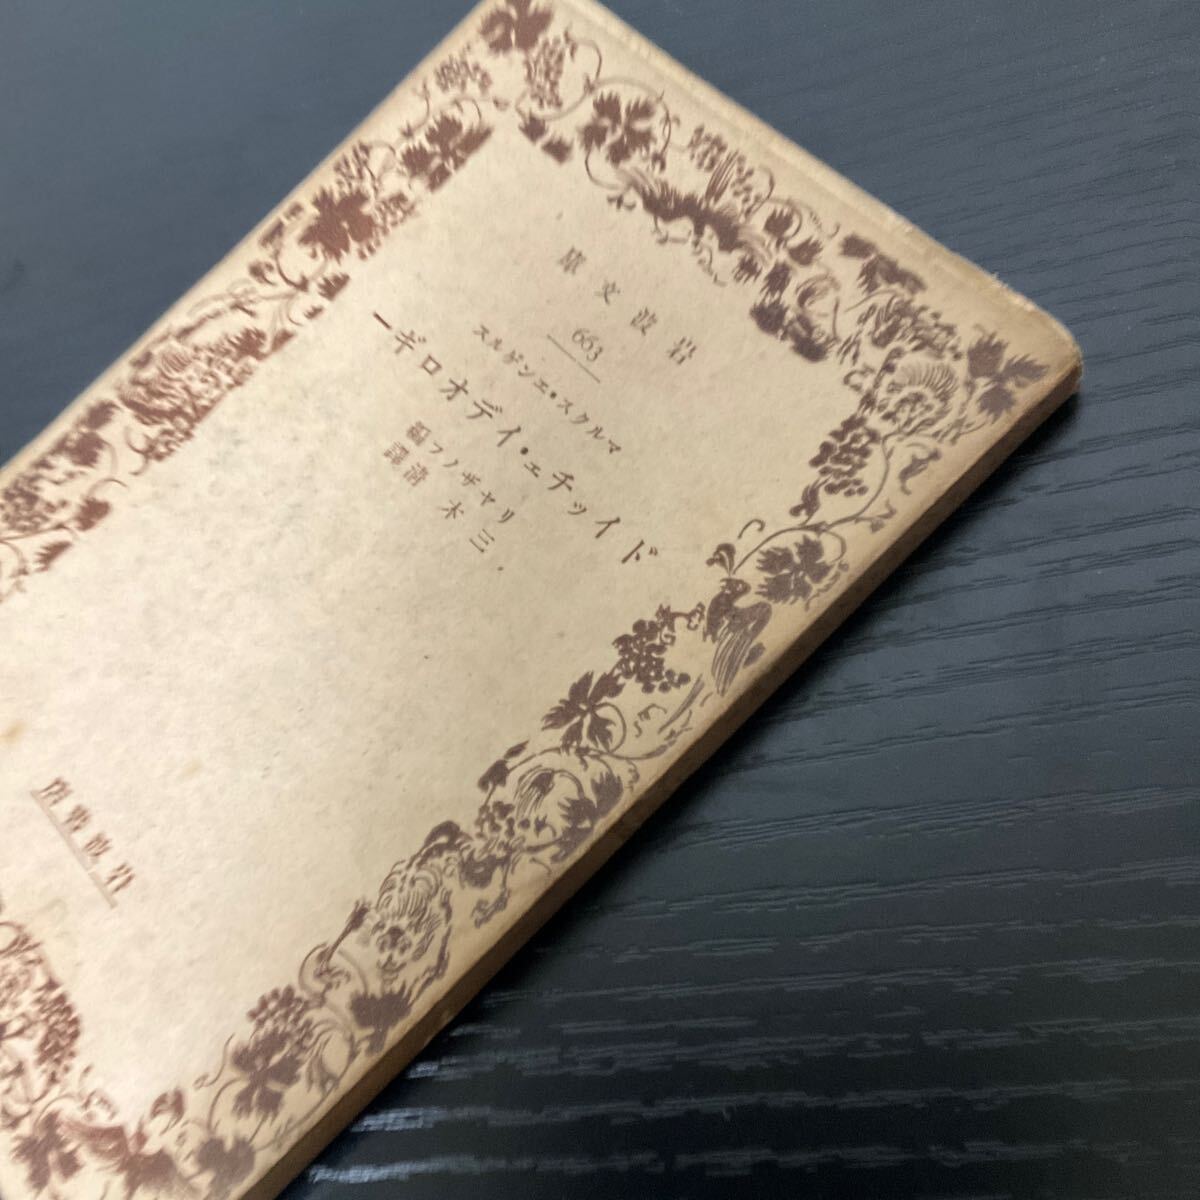 岩波文庫
663
マルクス・エンゲルス
ドイッチェ・イデオロギー
リヤザノフ編
三木清譯
岩波書店